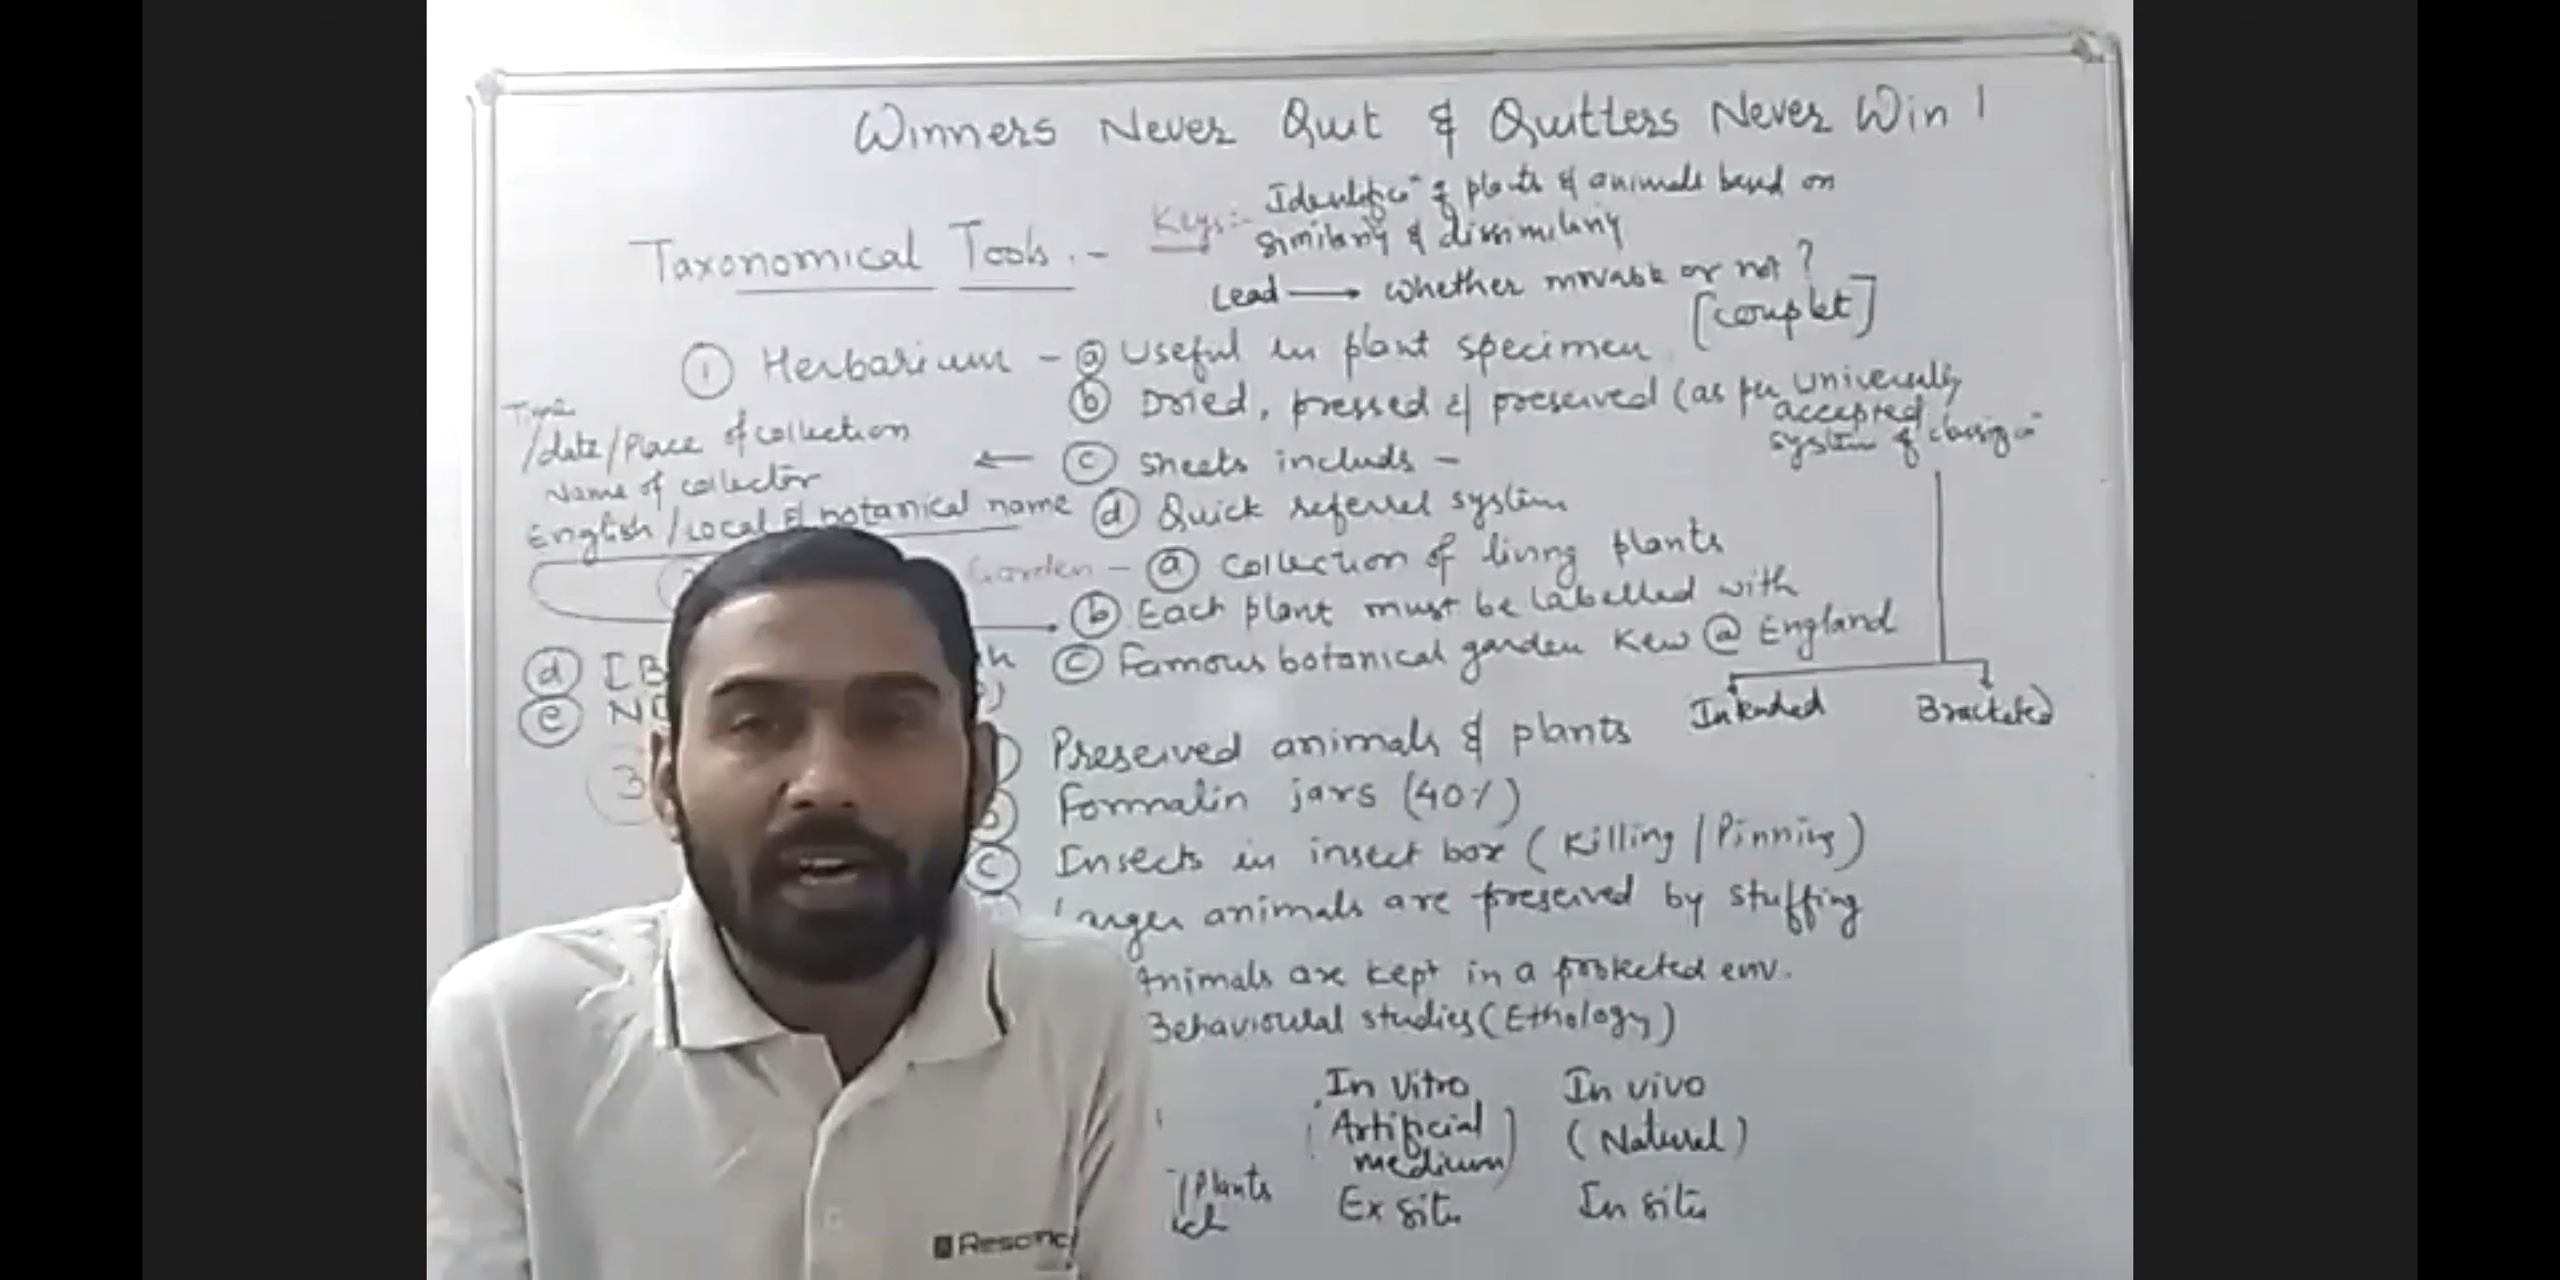 Winners Never Quit & Quitters Never Win !
Taxonomical Tools :-
Keys:- Identifico^n of plants & animals based on
similarity & dissimilarity
Lead → whether movable or not ?
[couplet]
① Herbarium - ⓐ Useful in plant specimen
ⓑ Dried, pressed & preserved (as per universally
accepted
system of
Time
/date/Place of collection
Name of collector
English / Local & botanical name
← ⓒ Sheets includs -
ⓓ Quick referrel system
Garden - ⓐ Collection of living plants
ⓑ Each plant must be labelled with
ⓒ Famous botanical garden Kew @ England
ⓓ
ⓔ
Intended
Bracketed
3
Preserved animals & plants
Formalin jars (40%)
ⓒ Insects in insect box (Killing / Pinning)
Larger animals are preserved by stuffing
Animals are kept in a protected env.
Behavioural studies (Ethology)
In Vitro In vivo
(Artificial medium) (Natural)
Plants
Ex situ In situ